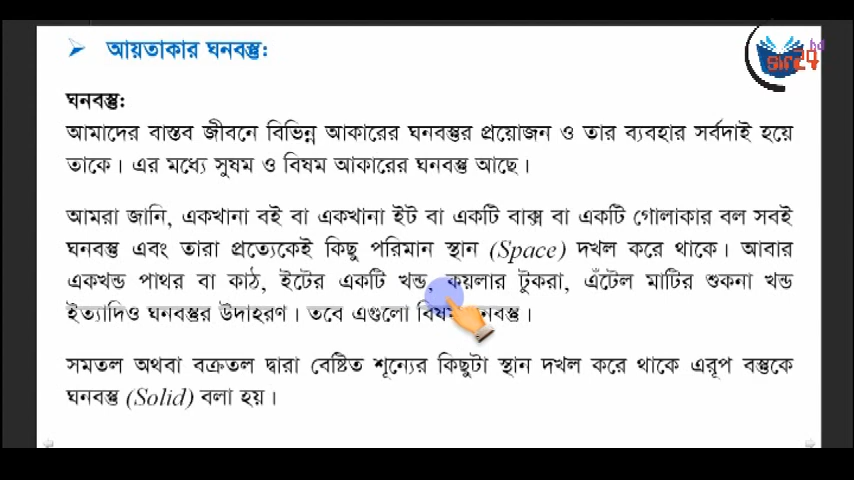 আয়তাকার ঘনবস্তু:
bd
sir24
ঘনবস্তু:
আমাদের বাস্তব জীবনে বিভিন্ন আকারের ঘনবস্তুর প্রয়োজন ও তার ব্যবহার সর্বদাই হয়ে
তাকে। এর মধ্যে সুষম ও বিষম আকারের ঘনবস্তু আছে।
আমরা জানি, একখানা বই বা একখানা ইট বা একটি বাক্স বা একটি গোলাকার বল সবই
ঘনবস্তু এবং তারা প্রত্যেকেই কিছু পরিমান স্থান (Space) দখল করে থাকে। আবার
একখন্ড পাথর বা কাঠ, ইটের একটি খন্ড, কয়লার টুকরা, এঁটেল মাটির শুকনা খন্ড
ইত্যাদিও ঘনবস্তুর উদাহরণ। তবে এগুলো
সমতল অথবা বক্রতল দ্বারা বেষ্টিত শূন্যের কিছুটা স্থান দখল করে থাকে এরূপ বস্তুকে
ঘনবস্তু (Solid) বলা হয়।